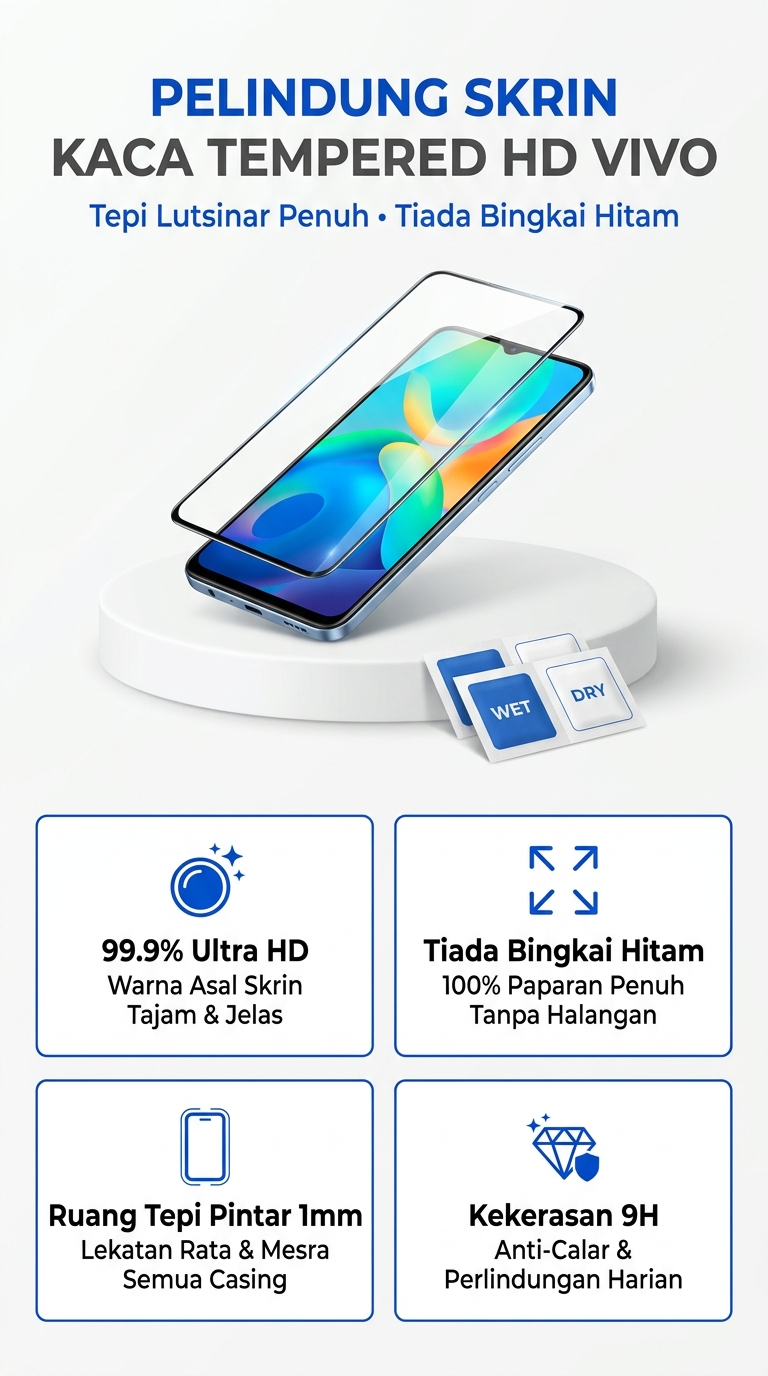 PELINDUNG SKRIN
KACA TEMPERED HD VIVO
Tepi Lutsinar Penuh • Tiada Bingkai Hitam
WET
DRY
99.9% Ultra HD
Warna Asal Skrin
Tajam & Jelas
Tiada Bingkai Hitam
100% Paparan Penuh
Tanpa Halangan
Ruang Tepi Pintar 1mm
Lekatan Rata & Mesra
Semua Casing
Kekerasan 9H
Anti-Calar &
Perlindungan Harian